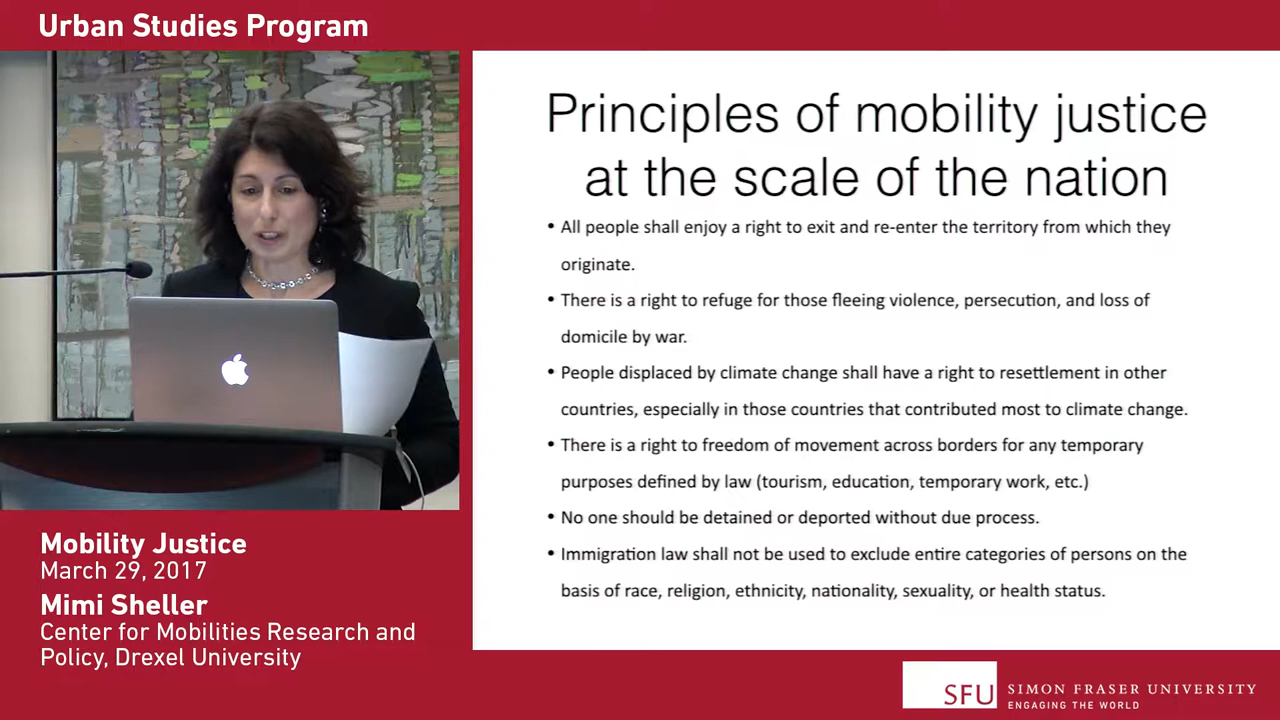 Urban Studies Program
Principles of mobility justice
at the scale of the nation
• All people shall enjoy a right to exit and re-enter the territory from which they
originate.
• There is a right to refuge for those fleeing violence, persecution, and loss of
domicile by war.
• People displaced by climate change shall have a right to resettlement in other
countries, especially in those countries that contributed most to climate change.
• There is a right to freedom of movement across borders for any temporary
purposes defined by law (tourism, education, temporary work, etc.)
• No one should be detained or deported without due process.
• Immigration law shall not be used to exclude entire categories of persons on the
basis of race, religion, ethnicity, nationality, sexuality, or health status.
Mobility Justice
March 29, 2017
Mimi Sheller
Center for Mobilities Research and
Policy, Drexel University
SFU
SIMON FRASER UNIVERSITY
ENGAGING THE WORLD